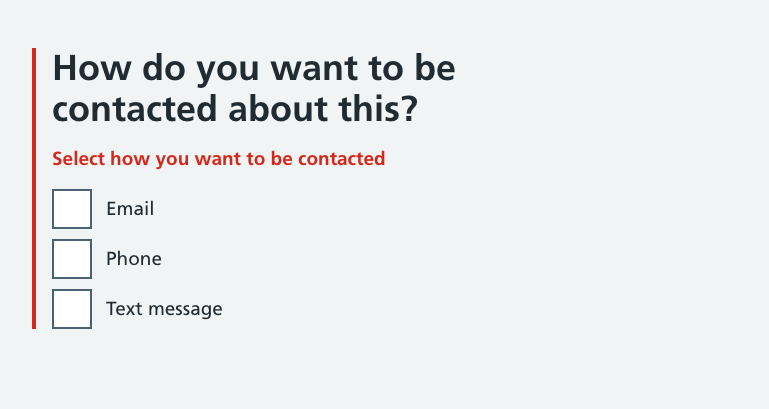 How do you want to be
contacted about this?
Select how you want to be contacted
Email
Phone
Text message